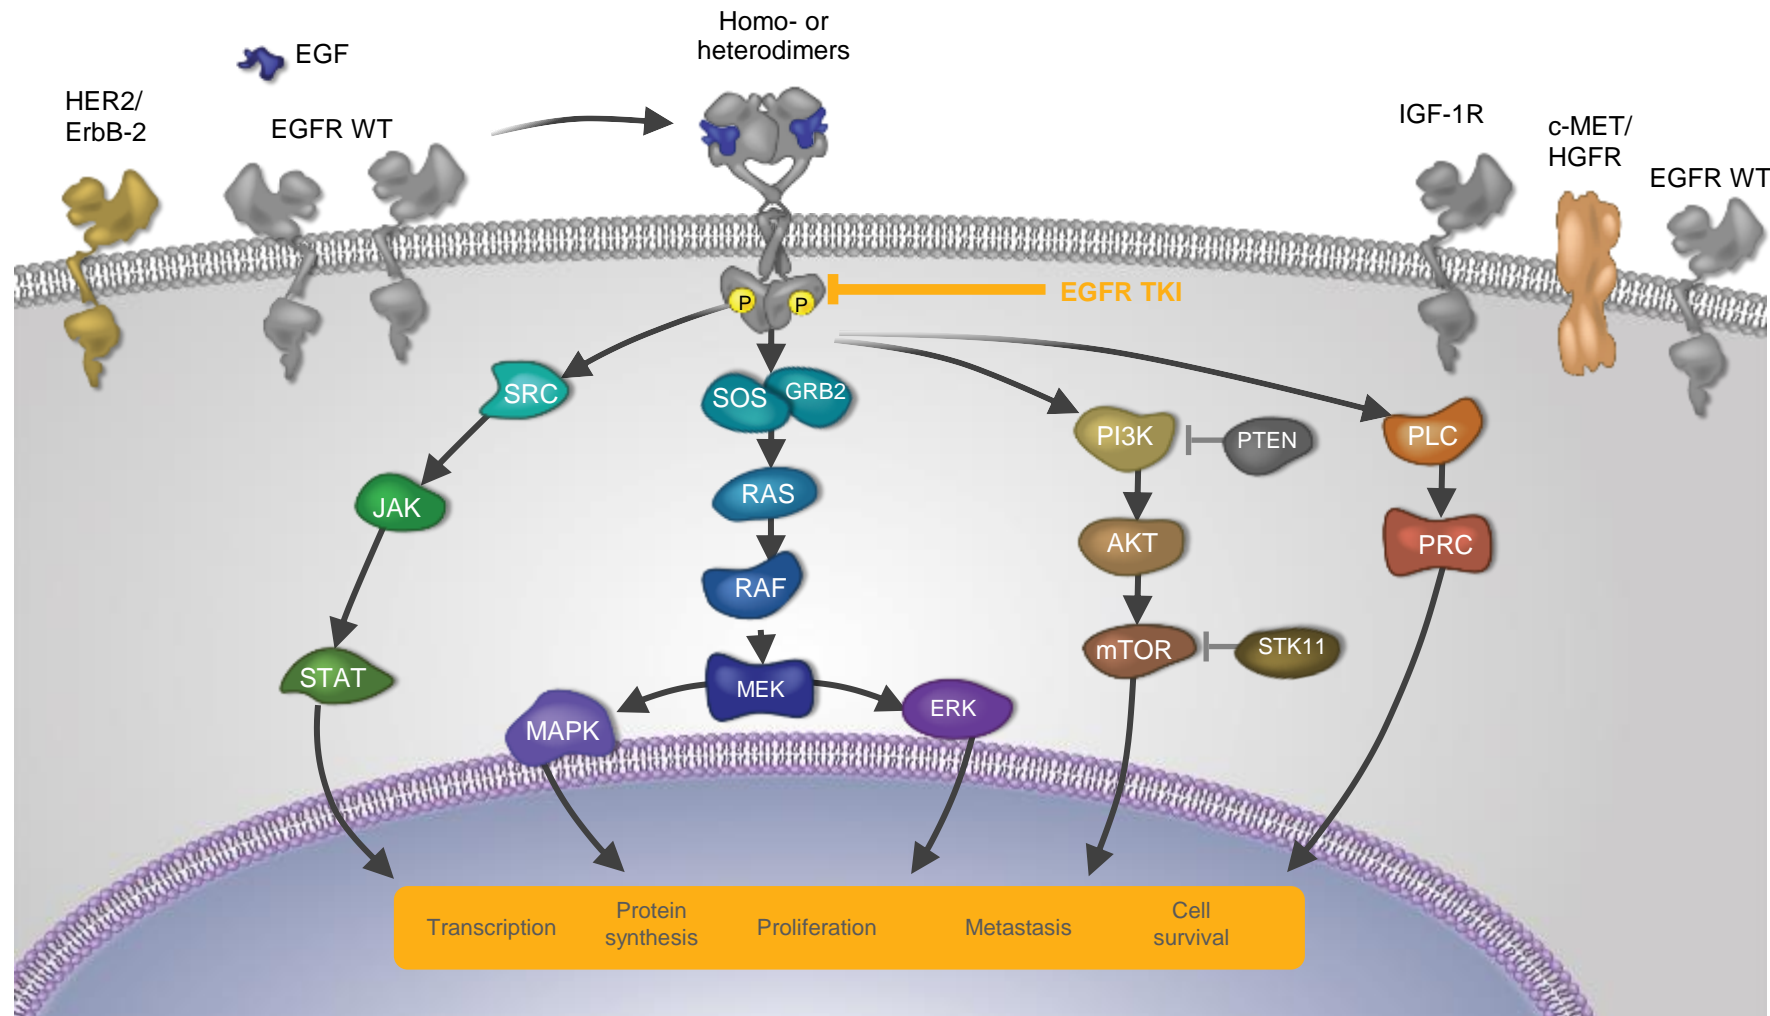 Homo- or
heterodimers
EGF
HER2/
ErbB-2
EGFR WT
IGF-1R
c-MET/
HGFR
EGFR WT
P
P
EGFR TKI
SRC
SOS
GRB2
PI3K
PTEN
PLC
JAK
RAS
AKT
PRC
RAF
STAT
MEK
mTOR
STK11
MAPK
ERK
Transcription
Protein
synthesis
Proliferation
Metastasis
Cell
survival